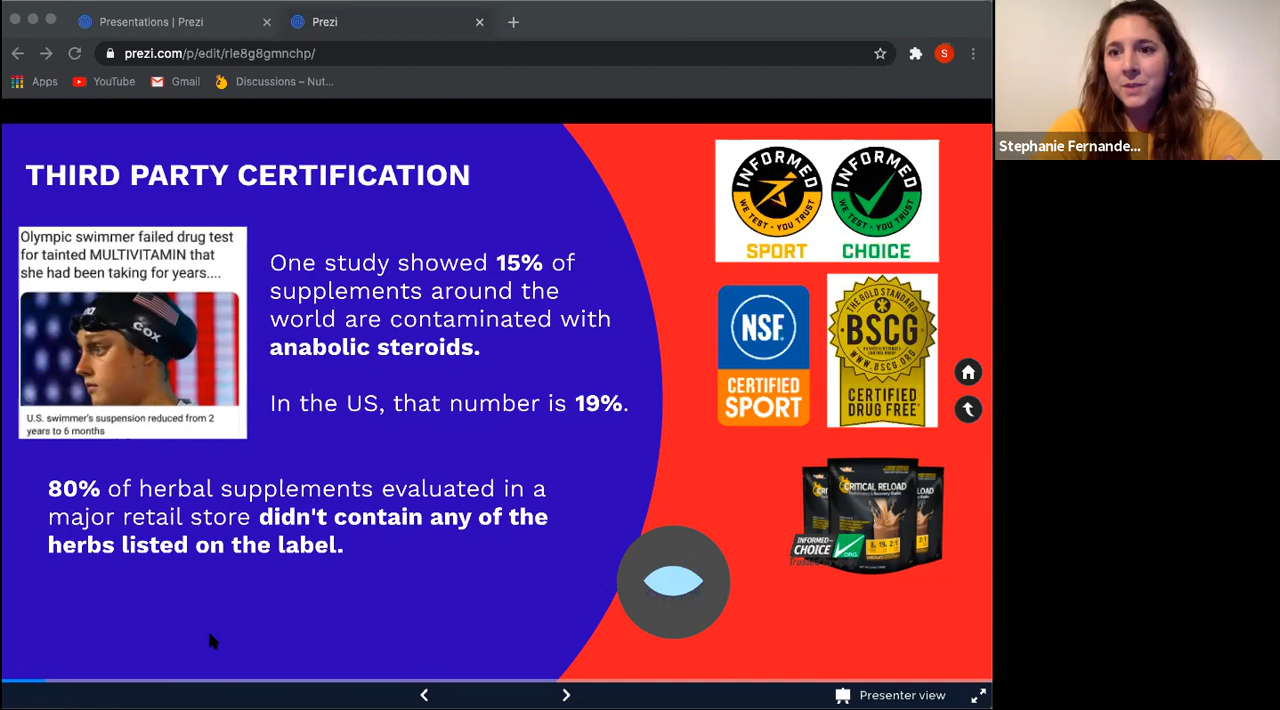 Presentations | Prezi
Prezi
prezi.com/p/edit/rle8g8gmnchp/
S
Apps
YouTube
Gmail
Discussions – Nut...
Stephanie Fernande...
THIRD PARTY CERTIFICATION
Olympic swimmer failed drug test
for tainted MULTIVITAMIN that
she had been taking for years....
COX
U.S. swimmer's suspension reduced from 2
years to 6 months
One study showed 15% of
supplements around the
world are contaminated with
anabolic steroids.
In the US, that number is 19%.
80% of herbal supplements evaluated in a
major retail store didn't contain any of the
herbs listed on the label.
INFORMED
WE TEST · YOU TRUST
SPORT
INFORMED
WE TEST · YOU TRUST
CHOICE
NSF
CERTIFIED
SPORT
THE GOLD STANDARD
BSCG
WWW.BSCG.ORG
CERTIFIED
DRUG FREE
CRITICAL RELOAD
INFORMED–
CHOICE
.ORG
Presenter view